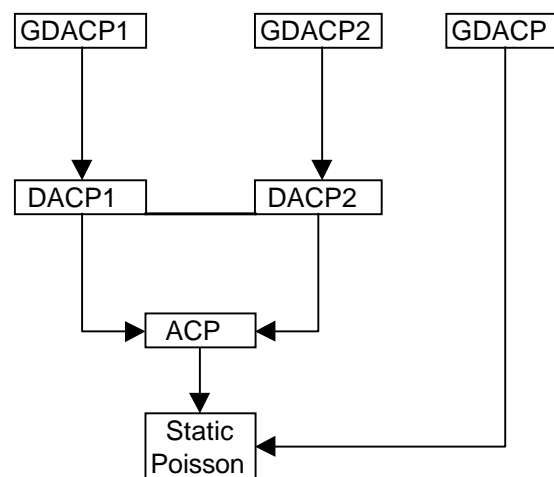 GDACP1
GDACP2
GDACP
DACP1
DACP2
ACP
Static
Poisson